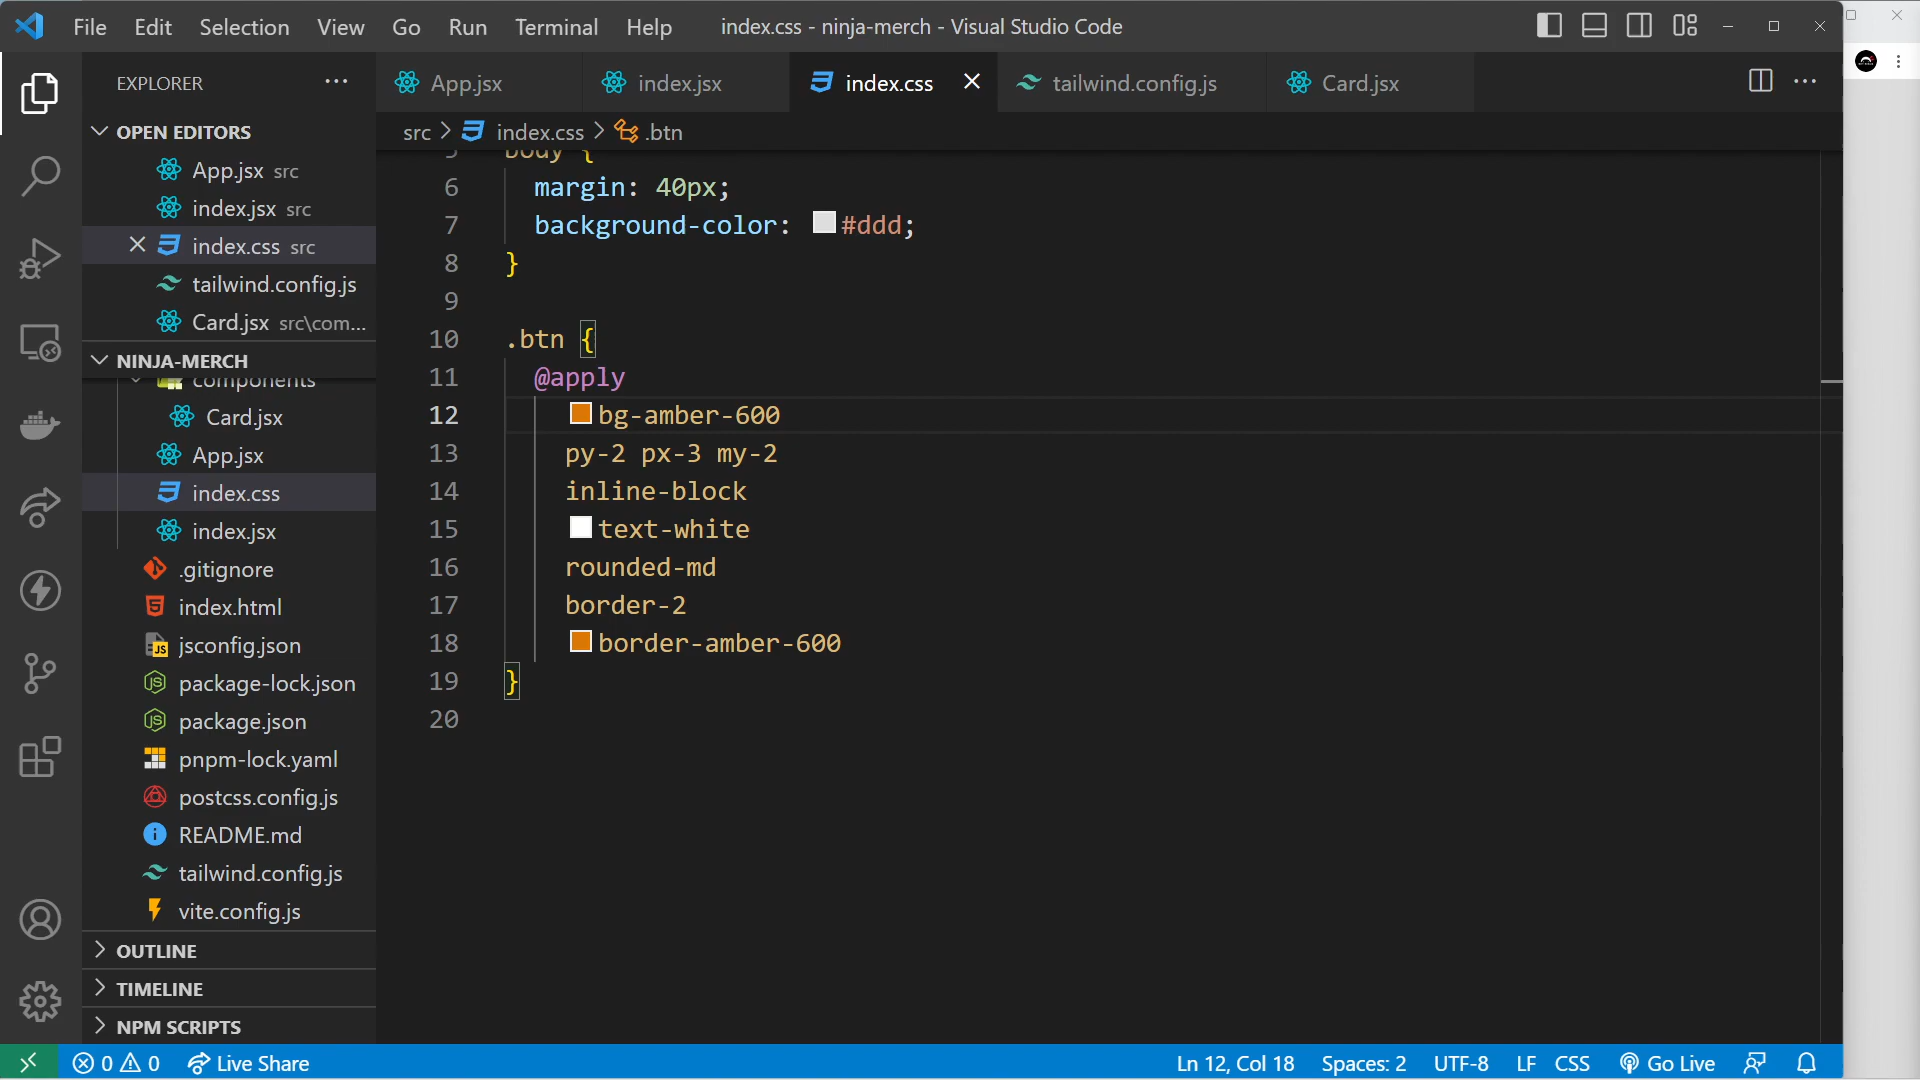 File Edit Selection View Go Run Terminal Help index.css - ninja-merch - Visual Studio Code
EXPLORER
App.jsx index.jsx index.css tailwind.config.js Card.jsx
OPEN EDITORS
App.jsx src
index.jsx src
index.css src
tailwind.config.js
Card.jsx src\com...
NINJA-MERCH
components
Card.jsx
App.jsx
index.css
index.jsx
.gitignore
index.html
jsconfig.json
package-lock.json
package.json
pnpm-lock.yaml
postcss.config.js
README.md
tailwind.config.js
vite.config.js
OUTLINE
TIMELINE
NPM SCRIPTS
src > index.css > .btn
5 body {
6 margin: 40px;
7 background-color: #ddd;
8 }
9
10 .btn {
11 @apply
12 bg-amber-600
13 py-2 px-3 my-2
14 inline-block
15 text-white
16 rounded-md
17 border-2
18 border-amber-600
19 }
20
0 0 Live Share Ln 12, Col 18 Spaces: 2 UTF-8 LF CSS Go Live